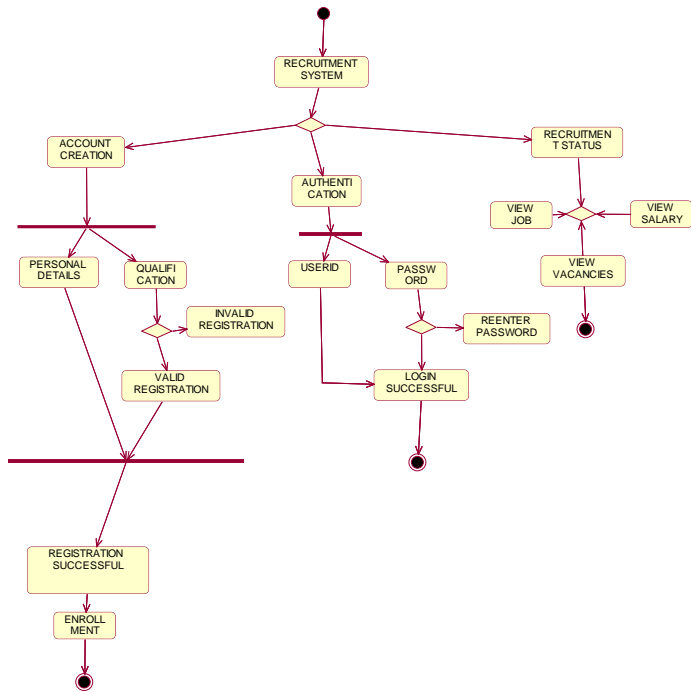 RECRUITMENT
SYSTEM
ACCOUNT
CREATION
RECRUITMEN
T STATUS
AUTHENTI
CATION
VIEW
JOB
VIEW
SALARY
PERSONAL
DETAILS
QUALIFI
CATION
USERID
PASSW
ORD
VIEW
VACANCIES
INVALID
REGISTRATION
REENTER
PASSWORD
VALID
REGISTRATION
LOGIN
SUCCESSFUL
REGISTRATION
SUCCESSFUL
ENROLL
MENT